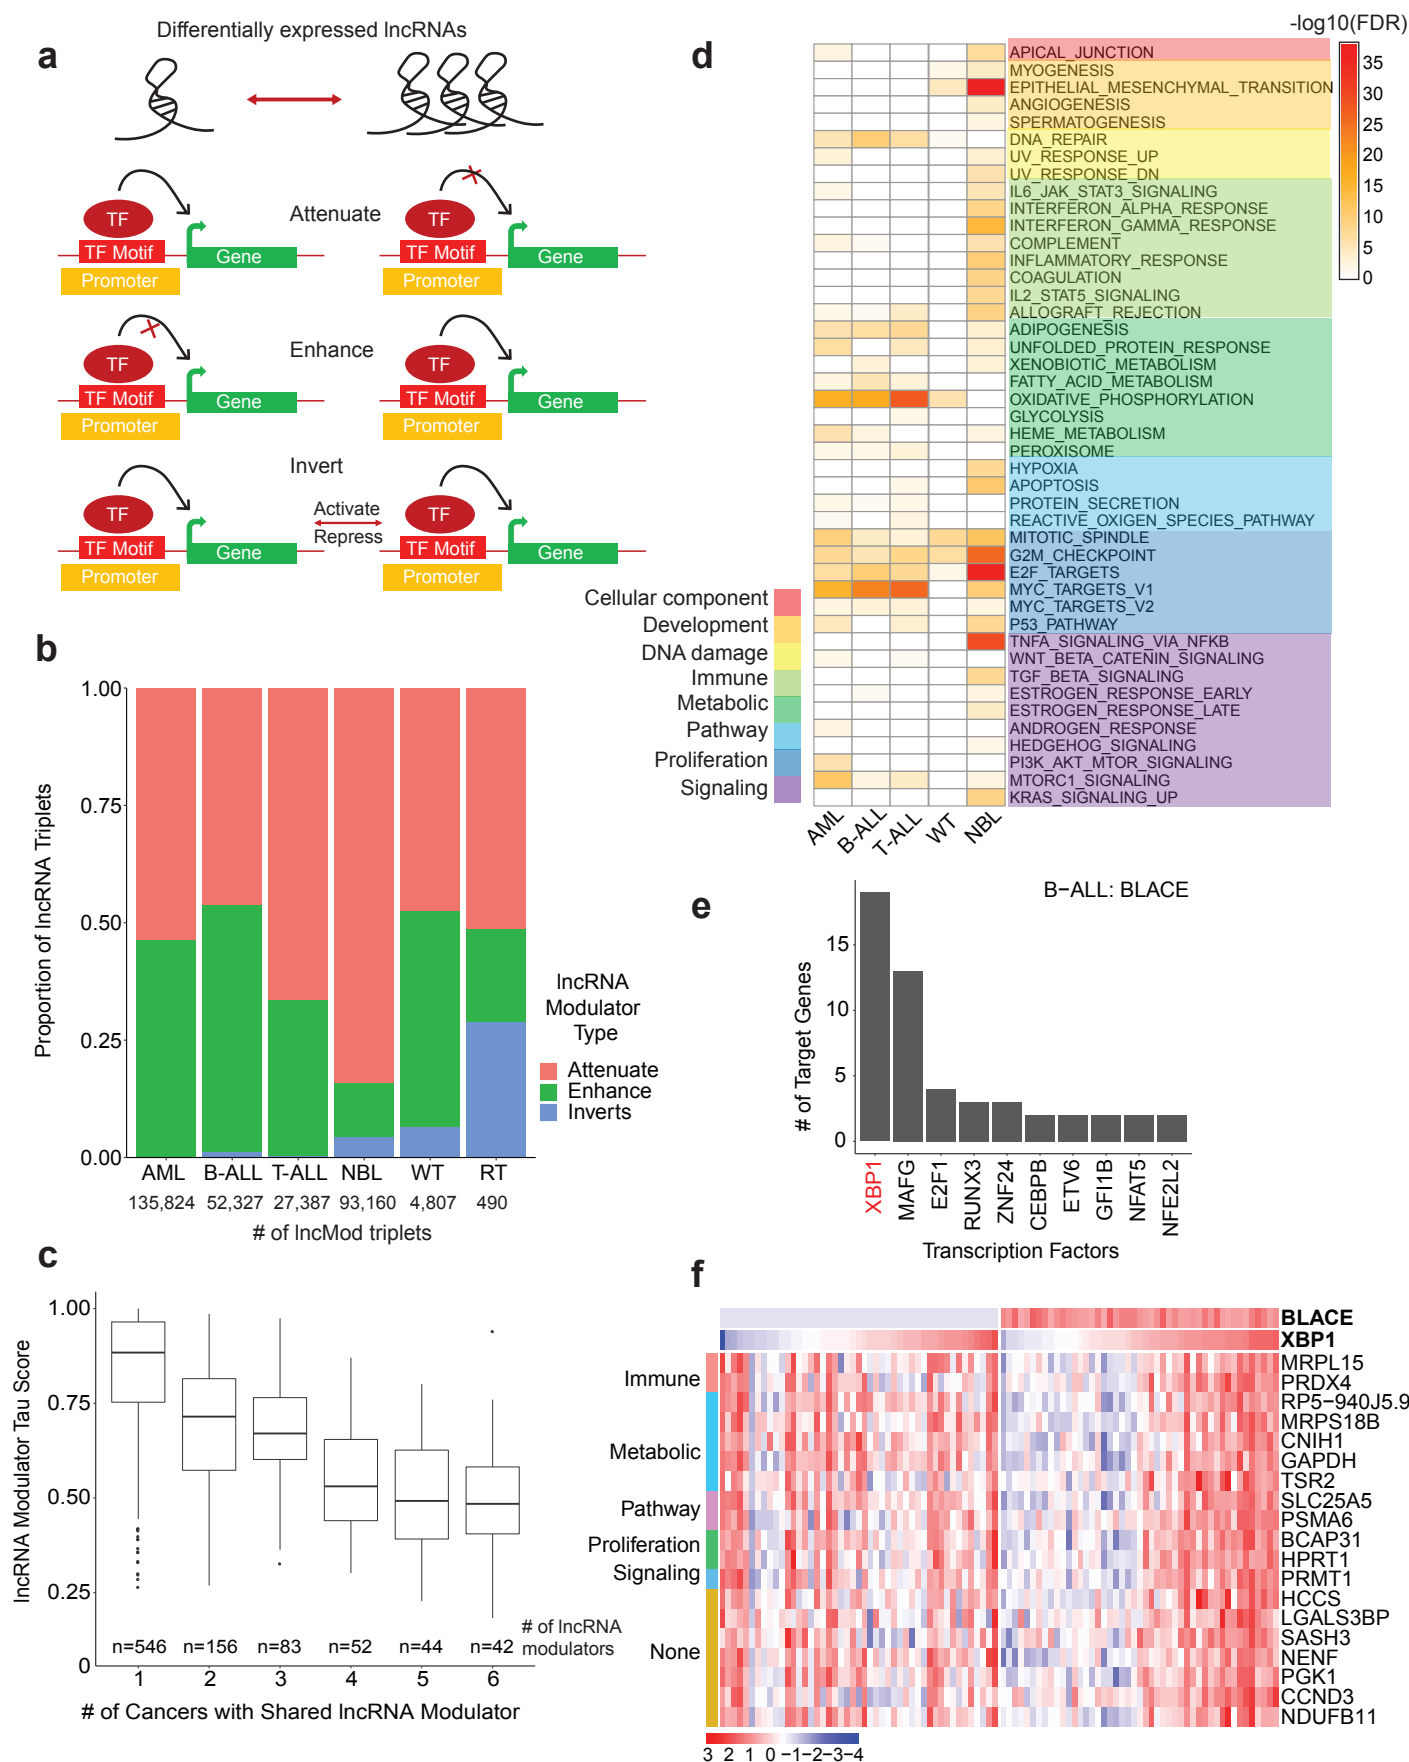 a
Differentially expressed lncRNAs
TF
TF Motif
Gene
Promoter
Attenuate
TF
TF Motif
Gene
Promoter
TF
TF Motif
Gene
Promoter
Enhance
TF
TF Motif
Gene
Promoter
Invert
TF
TF Motif
Gene
Promoter
Activate
Repress
TF
TF Motif
Gene
Promoter
b
Proportion of lncRNA Triplets
1.00
0.75
0.50
0.25
0.00
AML B-ALL T-ALL NBL WT RT
135,824 52,327 27,387 93,160 4,807 490
# of lncMod triplets
lncRNA
Modulator
Type
Attenuate
Enhance
Inverts
c
lncRNA Modulator Tau Score
1.00
0.75
0.50
0.25
0
n=546 n=156 n=83 n=52 n=44 n=42
# of lncRNA
modulators
1 2 3 4 5 6
# of Cancers with Shared lncRNA Modulator
d
-log10(FDR)
35
30
25
20
15
10
5
0
APICAL_JUNCTION
MYOGENESIS
EPITHELIAL_MESENCHYMAL_TRANSITION
ANGIOGENESIS
SPERMATOGENESIS
DNA_REPAIR
UV_RESPONSE_UP
UV_RESPONSE_DN
IL6_JAK_STAT3_SIGNALING
INTERFERON_ALPHA_RESPONSE
INTERFERON_GAMMA_RESPONSE
COMPLEMENT
INFLAMMATORY_RESPONSE
COAGULATION
IL2_STAT5_SIGNALING
ALLOGRAFT_REJECTION
ADIPOGENESIS
UNFOLDED_PROTEIN_RESPONSE
XENOBIOTIC_METABOLISM
FATTY_ACID_METABOLISM
OXIDATIVE_PHOSPHORYLATION
GLYCOLYSIS
HEME_METABOLISM
PEROXISOME
HYPOXIA
APOPTOSIS
PROTEIN_SECRETION
REACTIVE_OXIGEN_SPECIES_PATHWAY
MITOTIC_SPINDLE
G2M_CHECKPOINT
E2F_TARGETS
MYC_TARGETS_V1
MYC_TARGETS_V2
P53_PATHWAY
TNFA_SIGNALING_VIA_NFKB
WNT_BETA_CATENIN_SIGNALING
TGF_BETA_SIGNALING
ESTROGEN_RESPONSE_EARLY
ESTROGEN_RESPONSE_LATE
ANDROGEN_RESPONSE
HEDGEHOG_SIGNALING
PI3K_AKT_MTOR_SIGNALING
MTORC1_SIGNALING
KRAS_SIGNALING_UP
AML B-ALL T-ALL WT NBL
Cellular component
Development
DNA damage
Immune
Metabolic
Pathway
Proliferation
Signaling
e
B-ALL: BLACE
# of Target Genes
15
10
5
0
XBP1 MAFG E2F1 RUNX3 ZNF24 CEBPB ETV6 GFI1B NFAT5 NFE2L2
Transcription Factors
f
BLACE
XBP1
MRPL15
PRDX4
RP5-940J5.9
MRPS18B
CNIH1
GAPDH
TSR2
SLC25A5
PSMA6
BCAP31
HPRT1
PRMT1
HCCS
LGALS3BP
SASH3
NENF
PGK1
CCND3
NDUFB11
Immune
Metabolic
Pathway
Proliferation
Signaling
None
3 2 1 0 -1-2-3-4